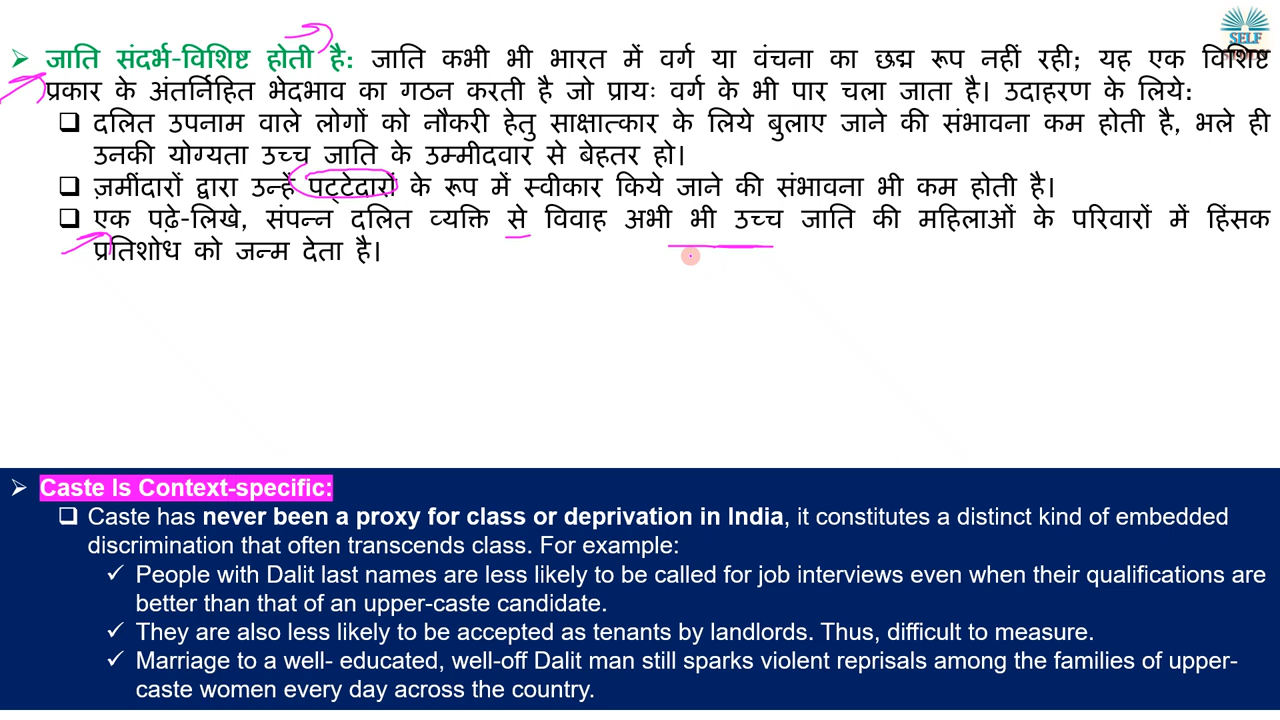 SELF
➢ जाति संदर्भ-विशिष्ट होती है: जाति कभी भी भारत में वर्ग या वंचना का छद्म रूप नहीं रही; यह एक विशिष्ट
प्रकार के अंतर्निहित भेदभाव का गठन करती है जो प्रायः वर्ग के भी पार चला जाता है। उदाहरण के लिये:
❑ दलित उपनाम वाले लोगों को नौकरी हेतु साक्षात्कार के लिये बुलाए जाने की संभावना कम होती है, भले ही
उनकी योग्यता उच्च जाति के उम्मीदवार से बेहतर हो।
❑ ज़मींदारों द्वारा उन्हें पट्टेदारों के रूप में स्वीकार किये जाने की संभावना भी कम होती है।
❑ एक पढ़े-लिखे, संपन्न दलित व्यक्ति से विवाह अभी भी उच्च जाति की महिलाओं के परिवारों में हिंसक
प्रतिशोध को जन्म देता है।
➢ Caste Is Context-specific:
❑ Caste has never been a proxy for class or deprivation in India, it constitutes a distinct kind of embedded
discrimination that often transcends class. For example:
✓ People with Dalit last names are less likely to be called for job interviews even when their qualifications are
better than that of an upper-caste candidate.
✓ They are also less likely to be accepted as tenants by landlords. Thus, difficult to measure.
✓ Marriage to a well- educated, well-off Dalit man still sparks violent reprisals among the families of upper-
caste women every day across the country.